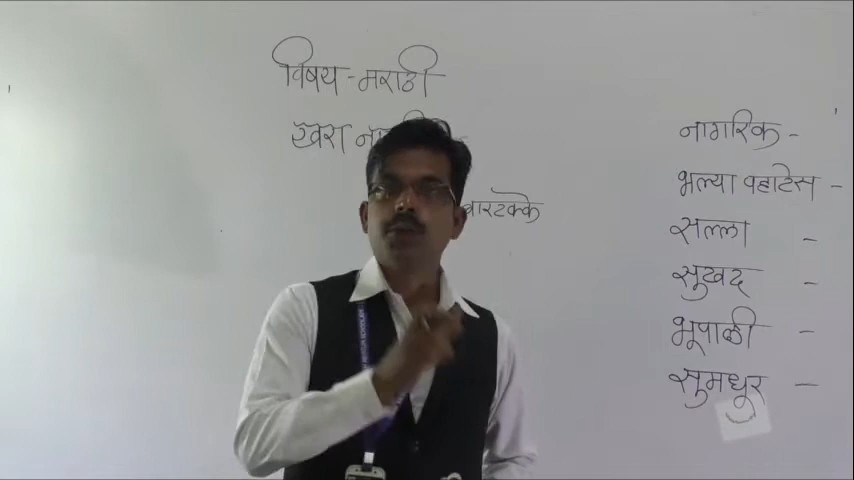 विषय - मराठी
खरा
बारटक्के
नागरिक -
भल्या पहाटेस -
सल्ला -
सुखद -
भूपाळी -
सुमधूर -